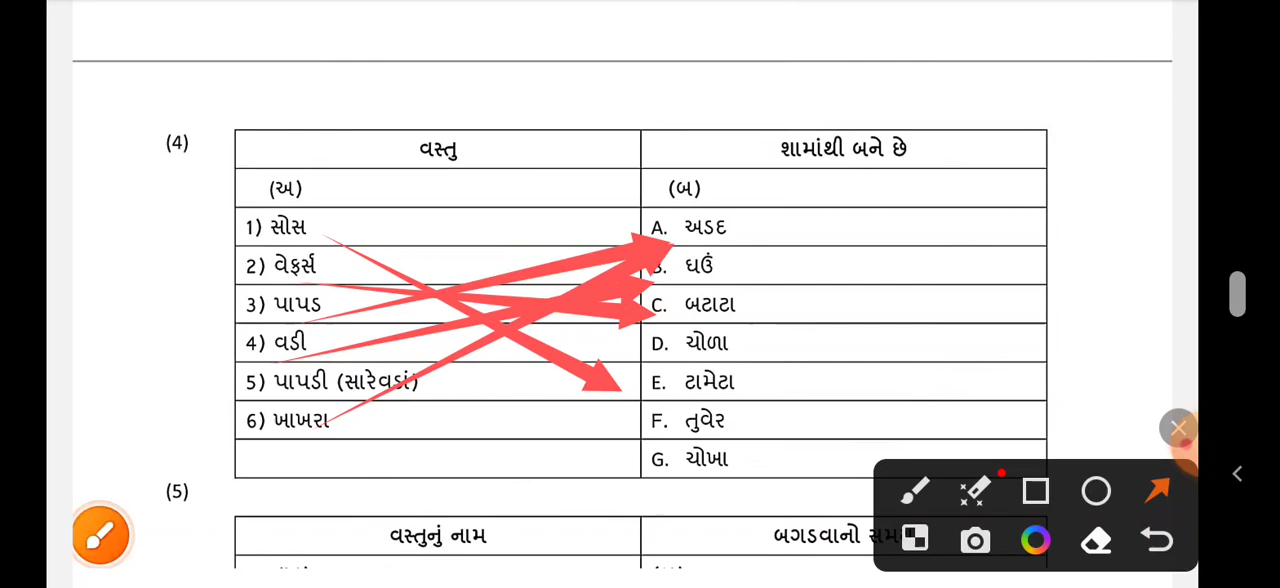 (4)
વસ્તુ શામાંથી બને છે
(અ) (બ)
1) સોસ A. અડદ
2) વેફર્સ B. ઘઉં
3) પાપડ C. બટાટા
4) વડી D. ચોળા
5) પાપડી (સારેવડાં) E. ટામેટા
6) ખાખરા F. તુવેર
G. ચોખા
(5)
વસ્તુનું નામ બગડવાનો